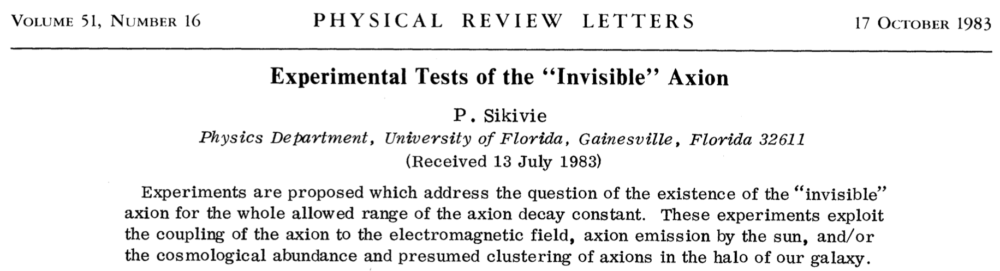 VOLUME 51, NUMBER 16 PHYSICAL REVIEW LETTERS 17 OCTOBER 1983
Experimental Tests of the “Invisible” Axion
P. Sikivie
Physics Department, University of Florida, Gainesville, Florida 32611
(Received 13 July 1983)
Experiments are proposed which address the question of the existence of the “invisible”
axion for the whole allowed range of the axion decay constant. These experiments exploit
the coupling of the axion to the electromagnetic field, axion emission by the sun, and/or
the cosmological abundance and presumed clustering of axions in the halo of our galaxy.